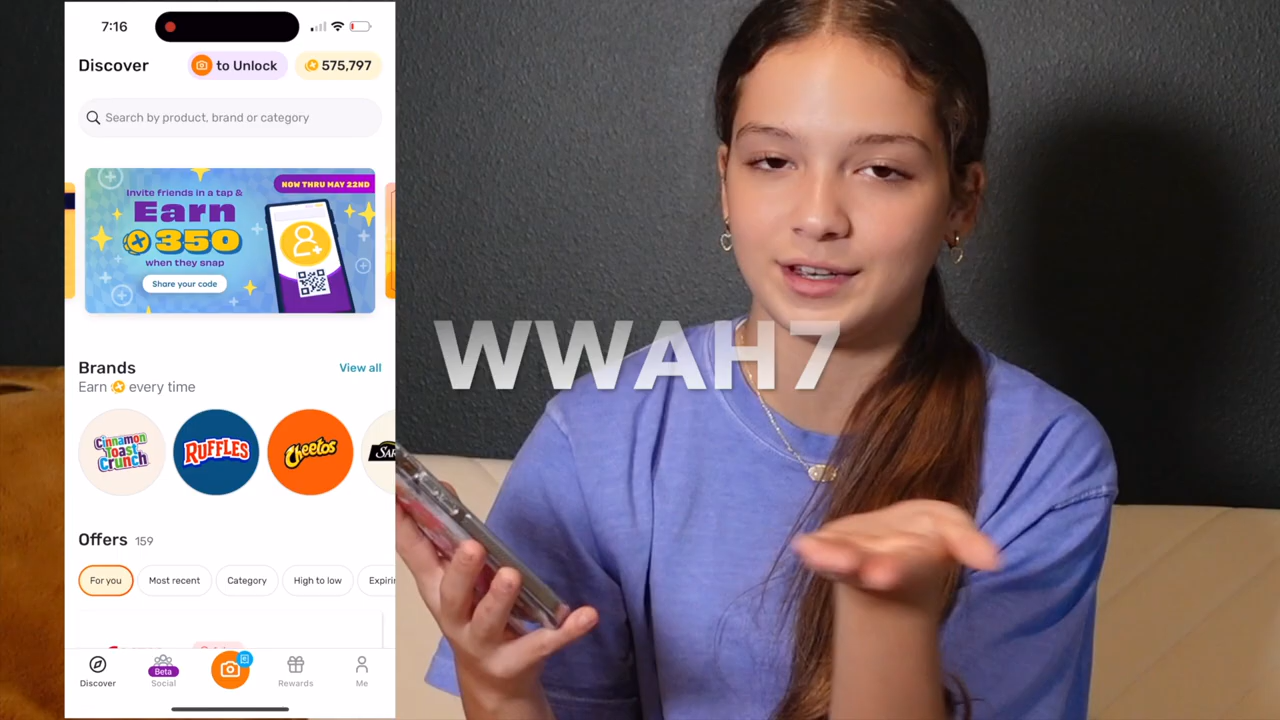 7:16
Discover
to Unlock
575,797
Search by product, brand or category
Invite friends in a tap &
NOW THRU MAY 22ND
Earn
350
when they snap
Share your code
WWAH7
Brands
View all
Earn every time
Cinnamon
Toast
Crunch
RUFFLES
Cheetos
Offers 159
For you
Most recent
Category
High to low
Discover
Beta
Social
Rewards
Me